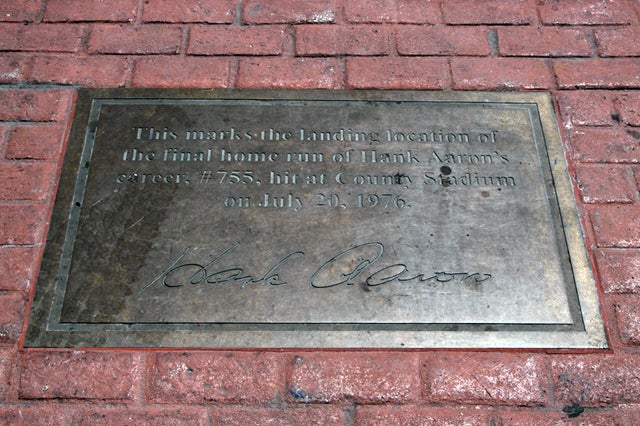 This marks the landing location of
the final home run of Hank Aaron's
career, #755, hit at County Stadium
on July 20, 1976.
Hank Aaron